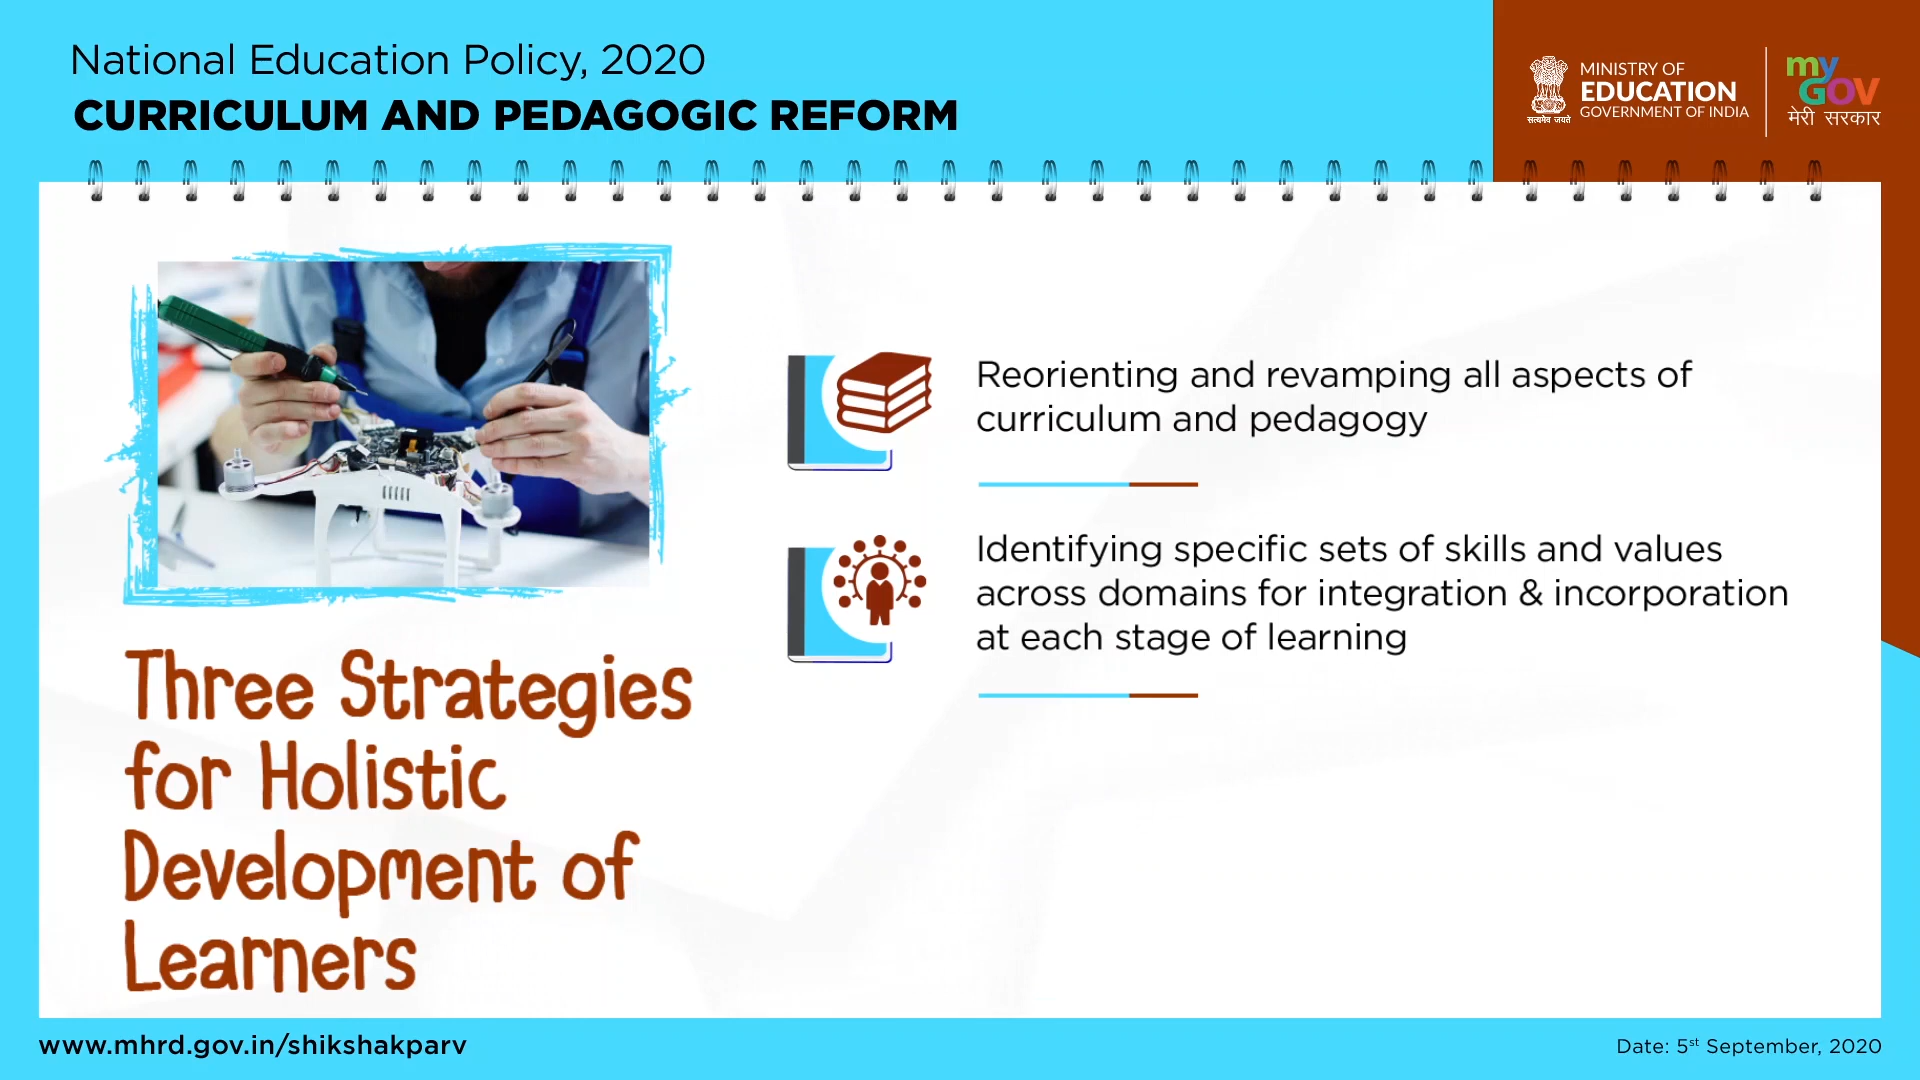 National Education Policy, 2020
CURRICULUM AND PEDAGOGIC REFORM
सत्यमेव जयते
MINISTRY OF
EDUCATION
GOVERNMENT OF INDIA
my
GOV
मेरी सरकार
Three Strategies
for Holistic
Development of
Learners
Reorienting and revamping all aspects of
curriculum and pedagogy
Identifying specific sets of skills and values
across domains for integration & incorporation
at each stage of learning
www.mhrd.gov.in/shikshakparv
Date: 5st September, 2020